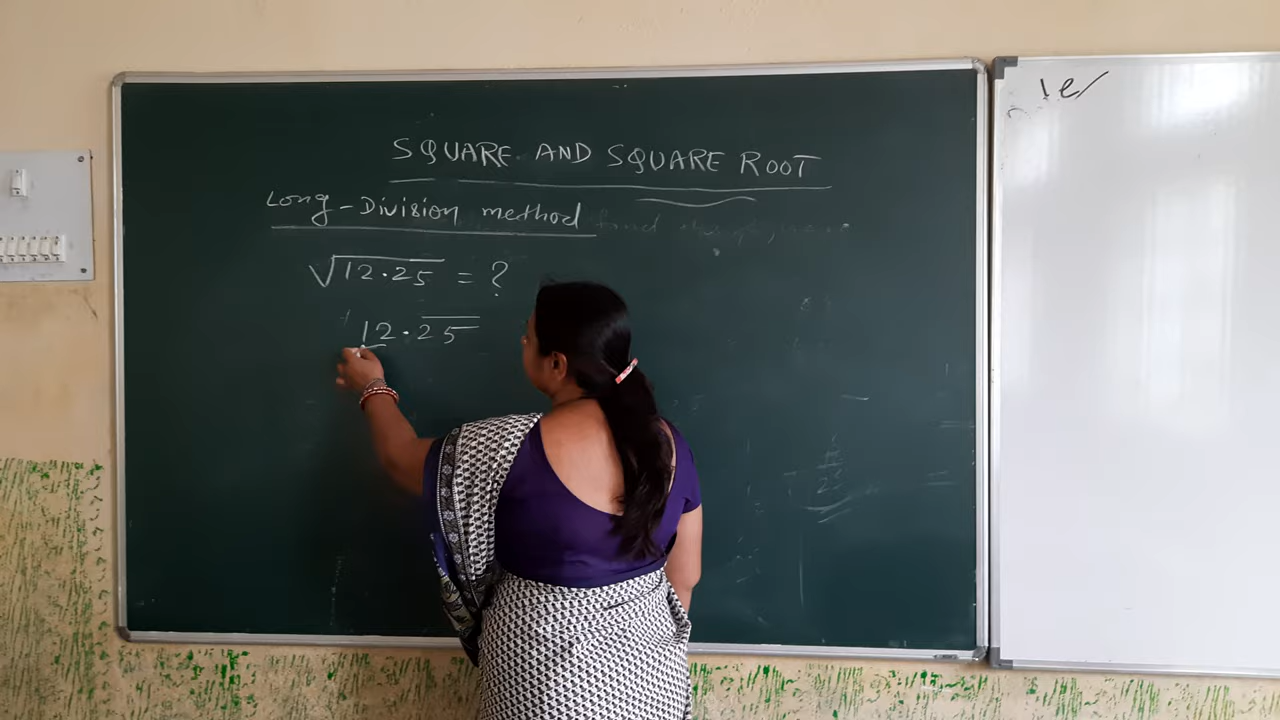 SQUARE AND SQUARE ROOT
Long-Division method
√12.25 = ?
12.25